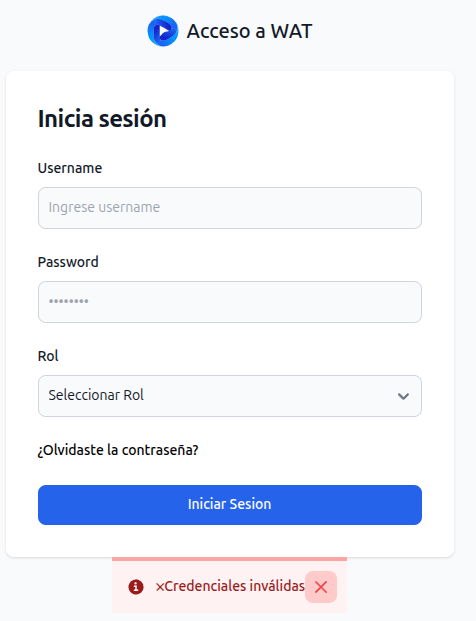 Acceso a WAT
Inicia sesión
Username
Ingrese username
Password
••••••••
Rol
Seleccionar Rol
¿Olvidaste la contraseña?
Iniciar Sesion
×Credenciales inválidas